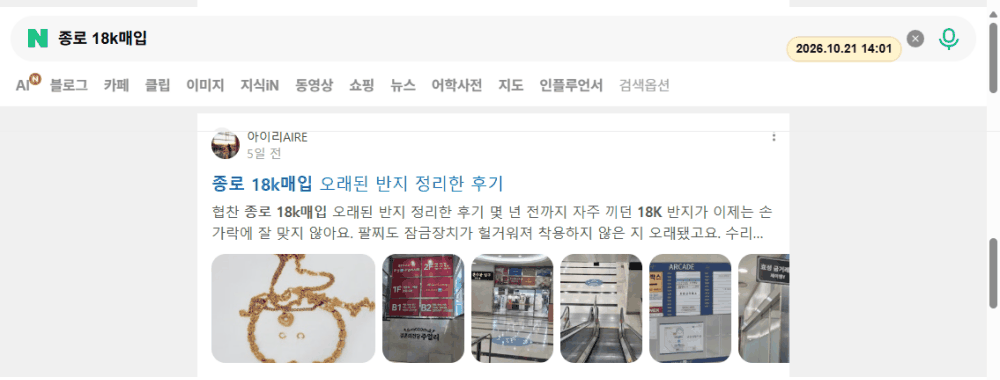 N 종로 18k매입
2026.10.21 14:01
AI N 블로그 카페 클립 이미지 지식iN 동영상 쇼핑 뉴스 어학사전 지도 인플루언서 검색옵션
아이리AIRE
5일 전
종로 18k매입 오래된 반지 정리한 후기
협찬 종로 18k매입 오래된 반지 정리한 후기 몇 년 전까지 자주 끼던 18K 반지가 이제는 손
가락에 잘 맞지 않아요. 팔찌도 잠금장치가 헐거워져 착용하지 않은 지 오래됐고요. 수리...
2F
1F
B1 B2
주얼리
ARCADE